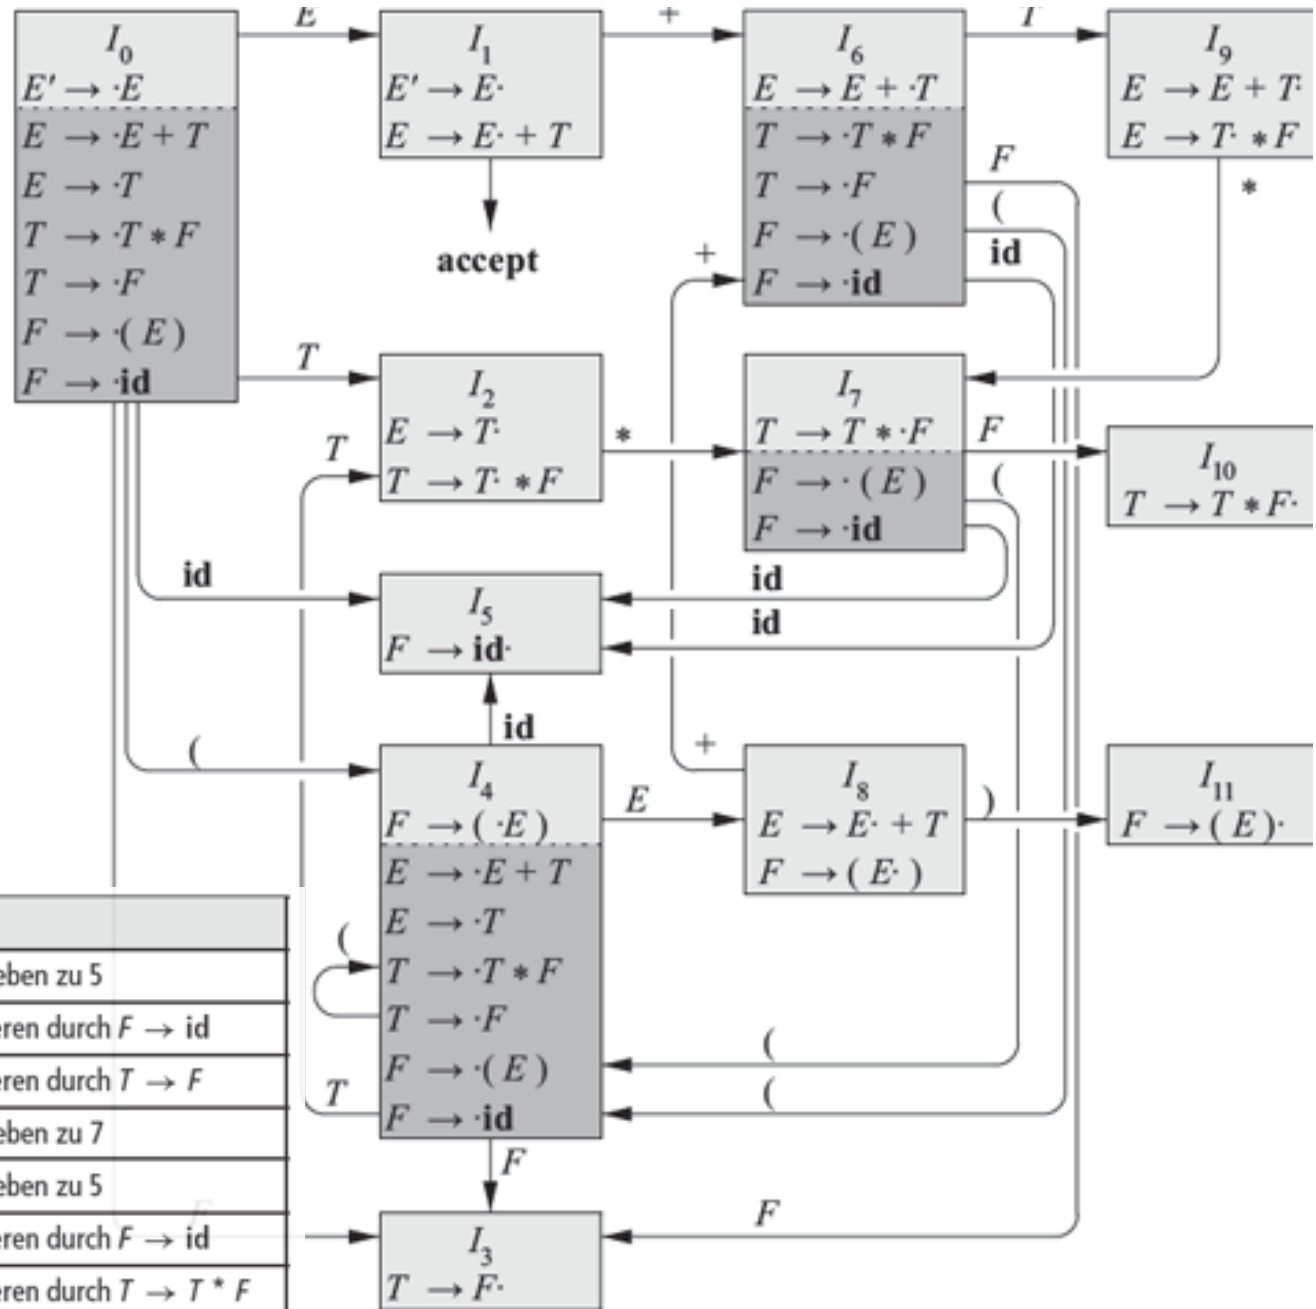 I0
E′ → ·E
E → ·E + T
E → ·T
T → ·T * F
T → ·F
F → ·( E )
F → ·id
E
I1
E′ → E·
E → E· + T
accept
+
I6
E → E + ·T
T → ·T * F
T → ·F
F → ·( E )
F → ·id
T
I9
E → E + T·
E → T· * F
F
(
id
*
+
T
I2
E → T·
T → T· * F
T
*
I7
T → T * ·F
F → · ( E )
F → ·id
F
(
I10
T → T * F·
id
I5
F → id·
id
id
id
(
I4
F → ( ·E )
E → ·E + T
E → ·T
T → ·T * F
T → ·F
F → ·( E )
F → ·id
E
+
I8
E → E· + T
F → ( E· )
)
I11
F → ( E )·
(
T
(
(
F
F
F
I3
T → F·
eben zu 5
eren durch F → id
eren durch T → F
eben zu 7
eben zu 5
eren durch F → id
eren durch T → T * F